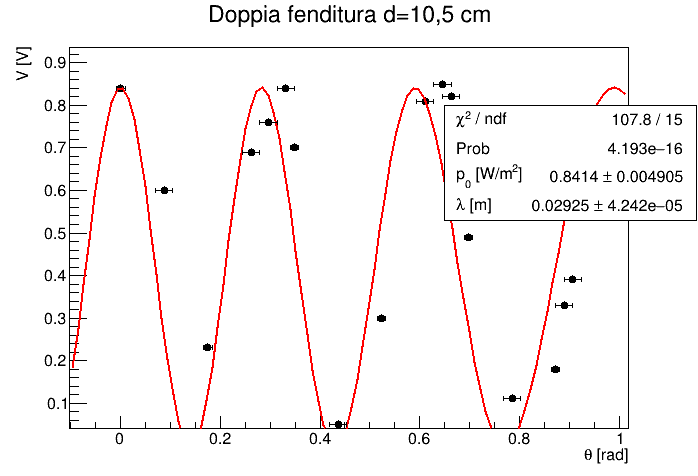 Doppia fenditura d=10,5 cm
V [V]
0.9
0.8
0.7
0.6
0.5
0.4
0.3
0.2
0.1
χ² / ndf 107.8 / 15
Prob 4.193e−16
p₀ [W/m²] 0.8414 ± 0.004905
λ [m] 0.02925 ± 4.242e−05
0 0.2 0.4 0.6 0.8 1
θ [rad]